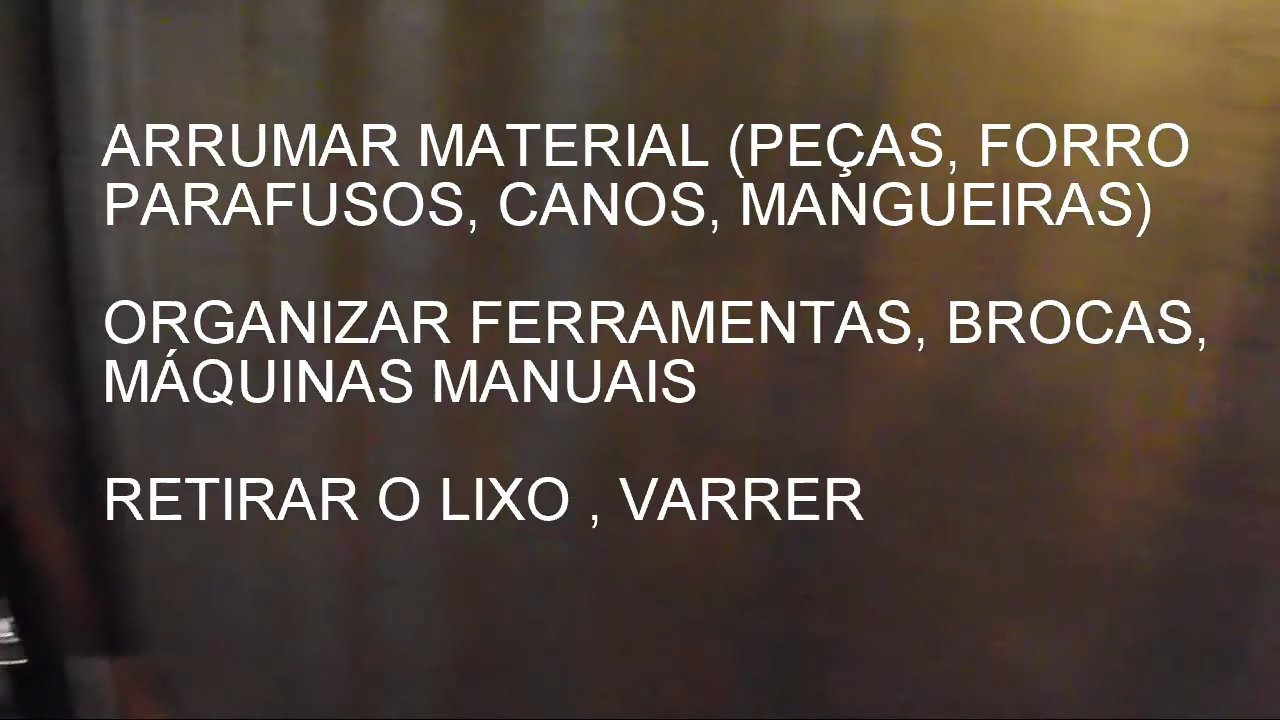 ARRUMAR MATERIAL (PEÇAS, FORRO
PARAFUSOS, CANOS, MANGUEIRAS)
ORGANIZAR FERRAMENTAS, BROCAS,
MÁQUINAS MANUAIS
RETIRAR O LIXO , VARRER